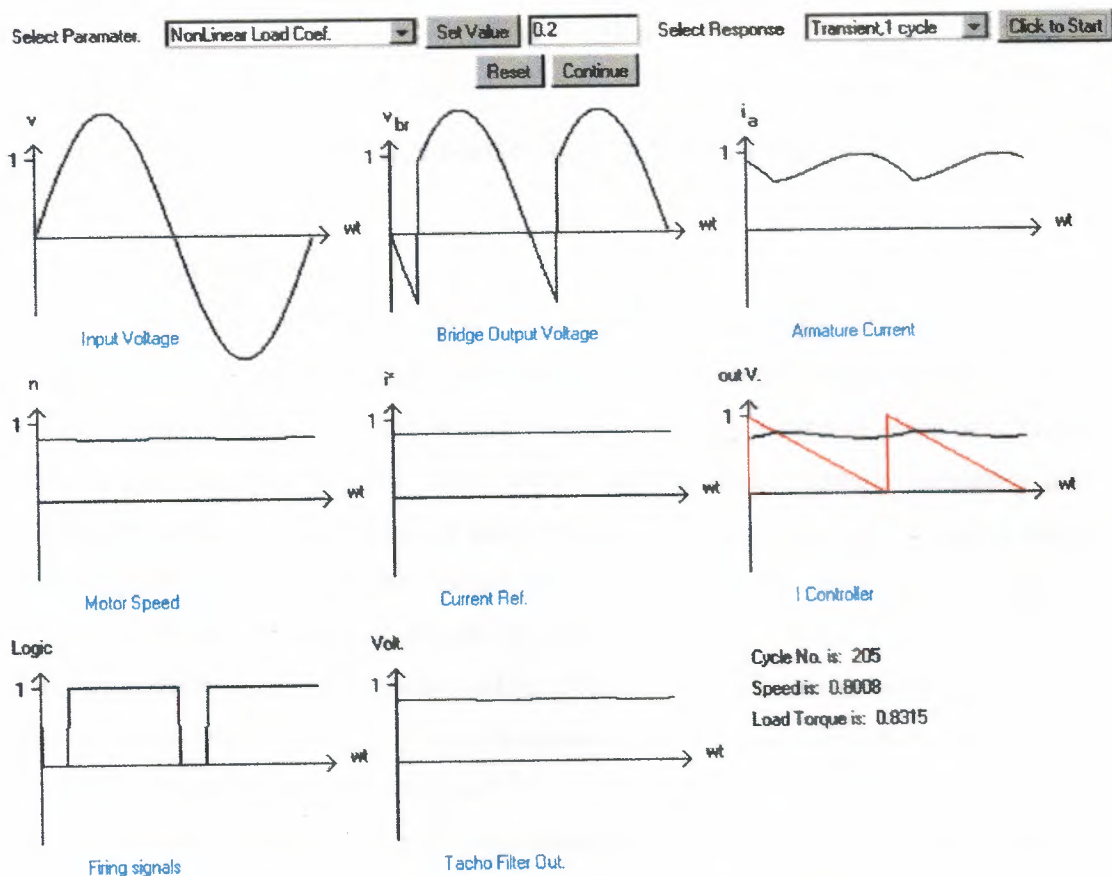 Select Paramater. NonLinear Load Coef. Set Value 0.2 Select Response Transient,1 cycle Click to Start
Reset Continue
v
1
wt
Input Voltage
v br
1
wt
Bridge Output Voltage
i a
1
wt
Armature Current
n
1
wt
Motor Speed
1
wt
Current Ref.
out V.
1
wt
I Controller
Logic
1
wt
Firing signals
Volt.
1
wt
Tacho Filter Out.
Cycle No. is: 205
Speed is: 0.8008
Load Torque is: 0.8315